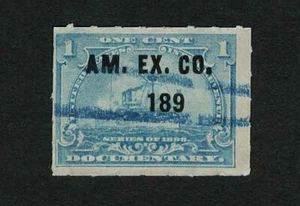 ONE CENT
1 1
AM. EX. CO.
189
SERIES OF 1898
DOCUMENTARY.